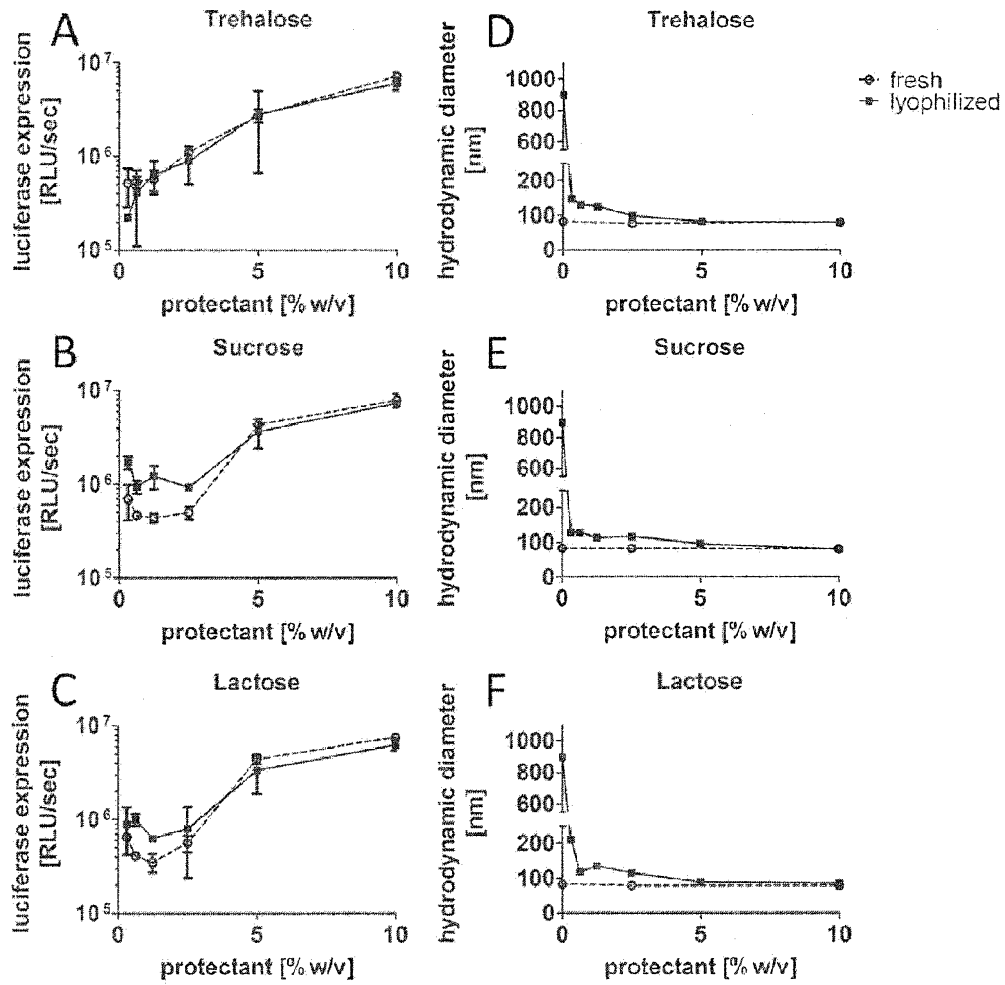 A
Trehalose
luciferase expression
[RLU/sec]
10^7
10^6
10^5
0
5
10
protectant [% w/v]
D
Trehalose
hydrodynamic diameter
[nm]
1000
800
600
200
100
0
0
5
10
protectant [% w/v]
fresh
lyophilized
B
Sucrose
luciferase expression
[RLU/sec]
10^7
10^6
10^5
0
5
10
protectant [% w/v]
E
Sucrose
hydrodynamic diameter
[nm]
1000
800
600
200
100
0
0
5
10
protectant [% w/v]
C
Lactose
luciferase expression
[RLU/sec]
10^7
10^6
10^5
0
5
10
protectant [% w/v]
F
Lactose
hydrodynamic diameter
[nm]
1000
800
600
200
100
0
0
5
10
protectant [% w/v]